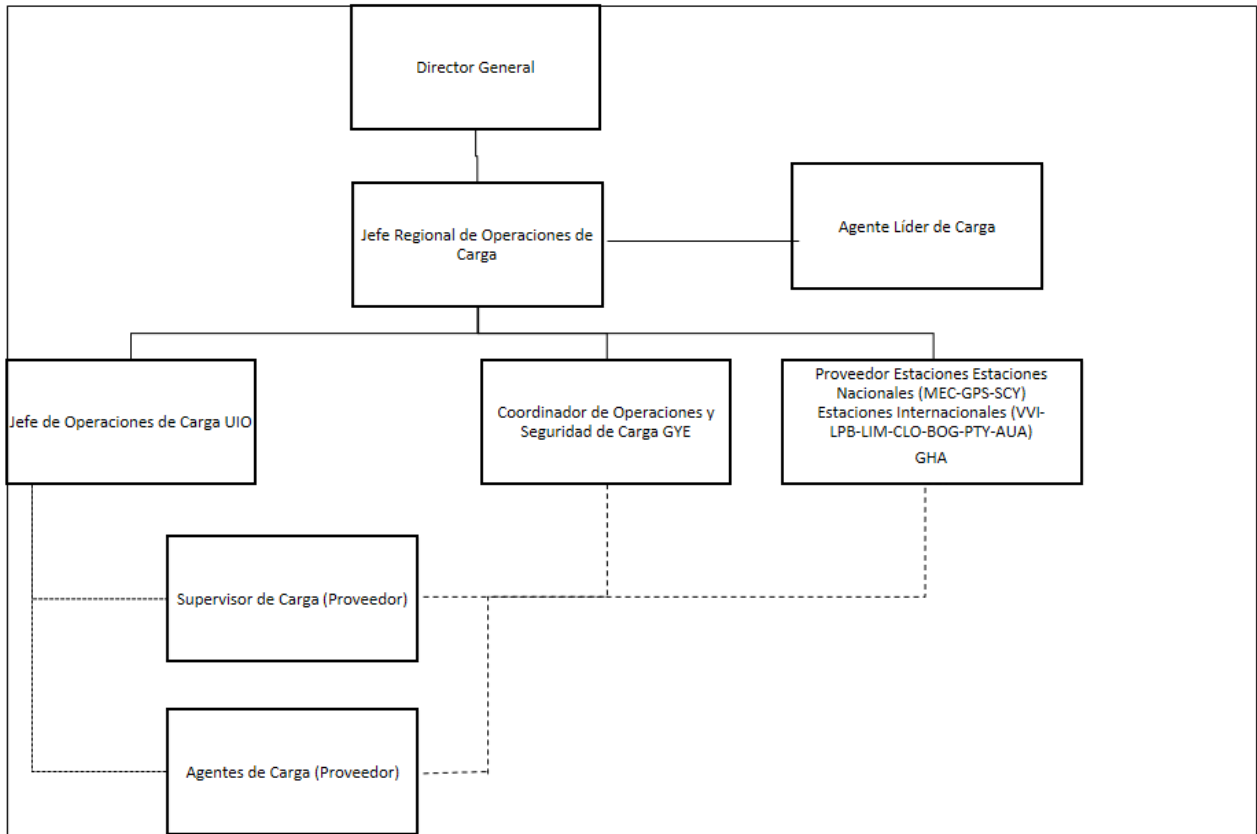 Director General
Jefe Regional de Operaciones de
Carga
Agente Líder de Carga
Jefe de Operaciones de Carga UIO
Coordinador de Operaciones y
Seguridad de Carga GYE
Proveedor Estaciones Estaciones
Nacionales (MEC-GPS-SCY)
Estaciones Internacionales (VVI-
LPB-LIM-CLO-BOG-PTY-AUA)
GHA
Supervisor de Carga (Proveedor)
Agentes de Carga (Proveedor)